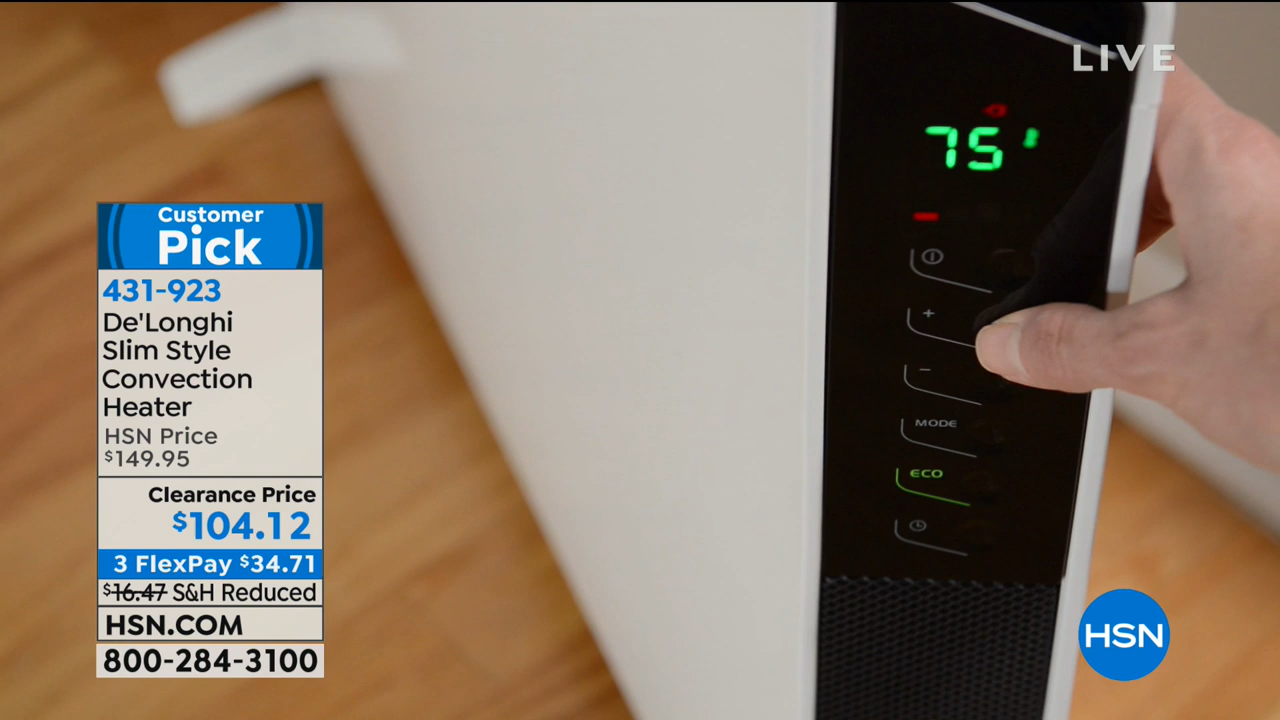 LIVE
75
+
-
MODE
ECO
Customer
Pick
431-923
De'Longhi
Slim Style
Convection
Heater
HSN Price
$149.95
Clearance Price
$104.12
3 FlexPay $34.71
$16.47 S&H Reduced
HSN.COM
800-284-3100
HSN